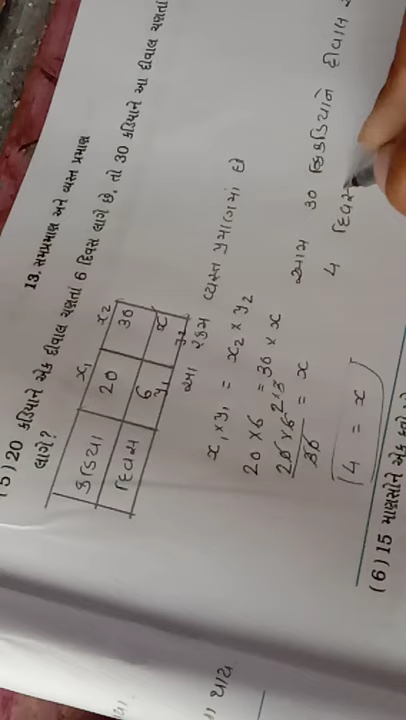 13. સમપ્રમાણ અને વ્યસ્ત પ્રમાણ
(5) 20 કડિયાને એક દીવાલ ચણતાં 6 દિવસ લાગે છે. તો 30 કડિયાને આ દીવાલ ચણતાં
લાગે?
x₁ x₂
કડિયા 20 30
દિવસ 6 x
y₁ y₂
આ રકમ વ્યસ્ત પ્રમાણમાં છે
x₁ × y₁ = x₂ × y₂
20 × 6 = 30 × x
20 × 6 2 = x
30
4 = x
આમ 30 કડિયાને દીવાલ
4 દિવસ
(6) 15 માણસોને એક
થાય